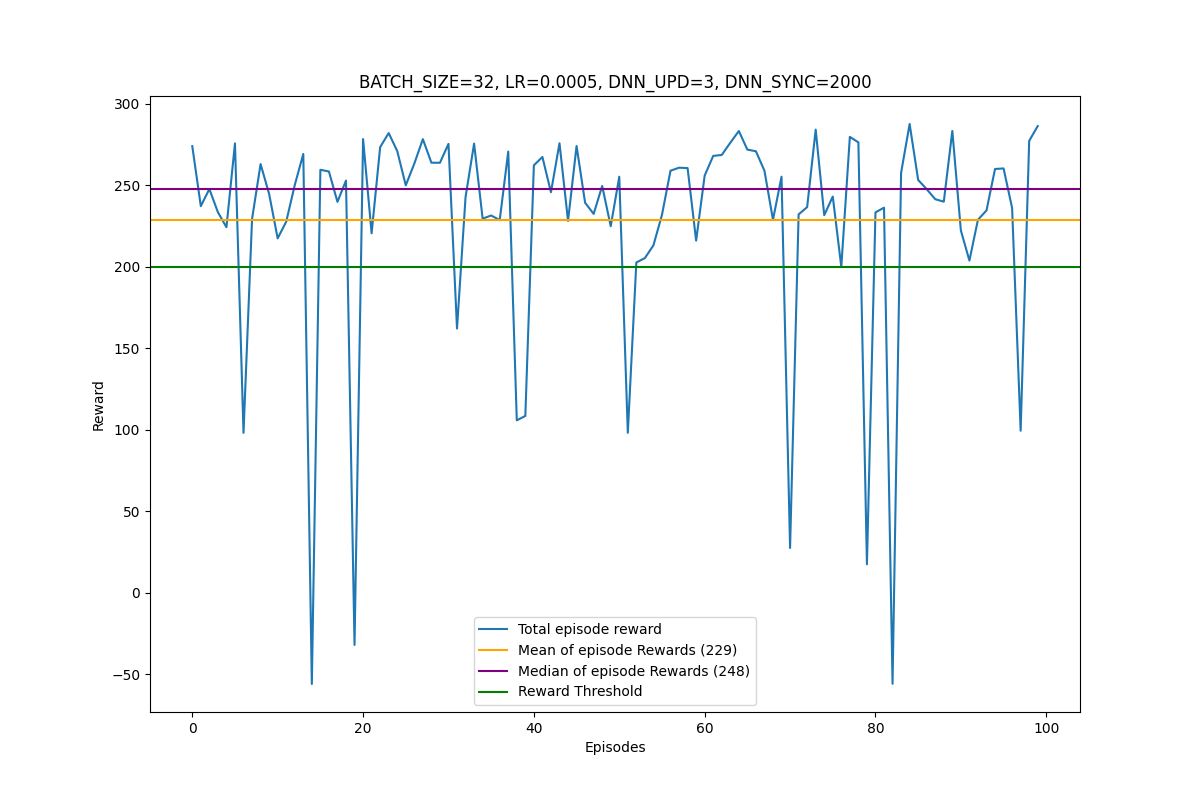 BATCH_SIZE=32, LR=0.0005, DNN_UPD=3, DNN_SYNC=2000
300
250
200
150
100
50
0
−50
Reward
Total episode reward
Mean of episode Rewards (229)
Median of episode Rewards (248)
Reward Threshold
0 20 40 60 80 100
Episodes